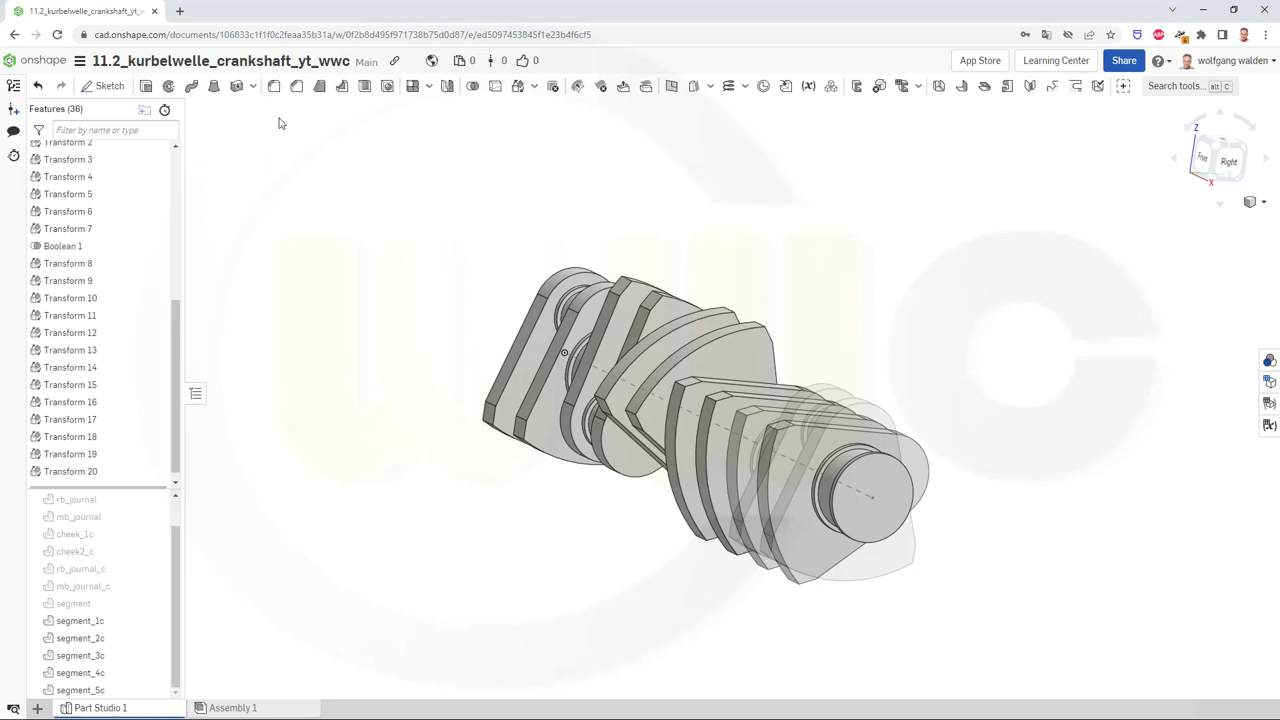 11.2_kurbelwelle_crankshaft_yt_
cad.onshape.com/documents/106833c1f1f0c2feaa35b31a/w/0f2b8d495f971738b75d0d87/e/ed5097453845f1e23b4f6cf5
onshape
11.2_kurbelwelle_crankshaft_yt_wwc
Main
0
0
0
App Store
Learning Center
Share
wolfgang walden
Sketch
Search tools...
alt
c
Features (36)
Filter by name or type
Transform 2
Transform 3
Transform 4
Transform 5
Transform 6
Transform 7
Boolean 1
Transform 8
Transform 9
Transform 10
Transform 11
Transform 12
Transform 13
Transform 14
Transform 15
Transform 16
Transform 17
Transform 18
Transform 19
Transform 20
rb_journal
mb_journal
cheek_1c
cheek2_c
rb_journal_c
mb_journal_c
segment
segment_1c
segment_2c
segment_3c
segment_4c
segment_5c
Z
Front
Right
X
wwc
Part Studio 1
Assembly 1